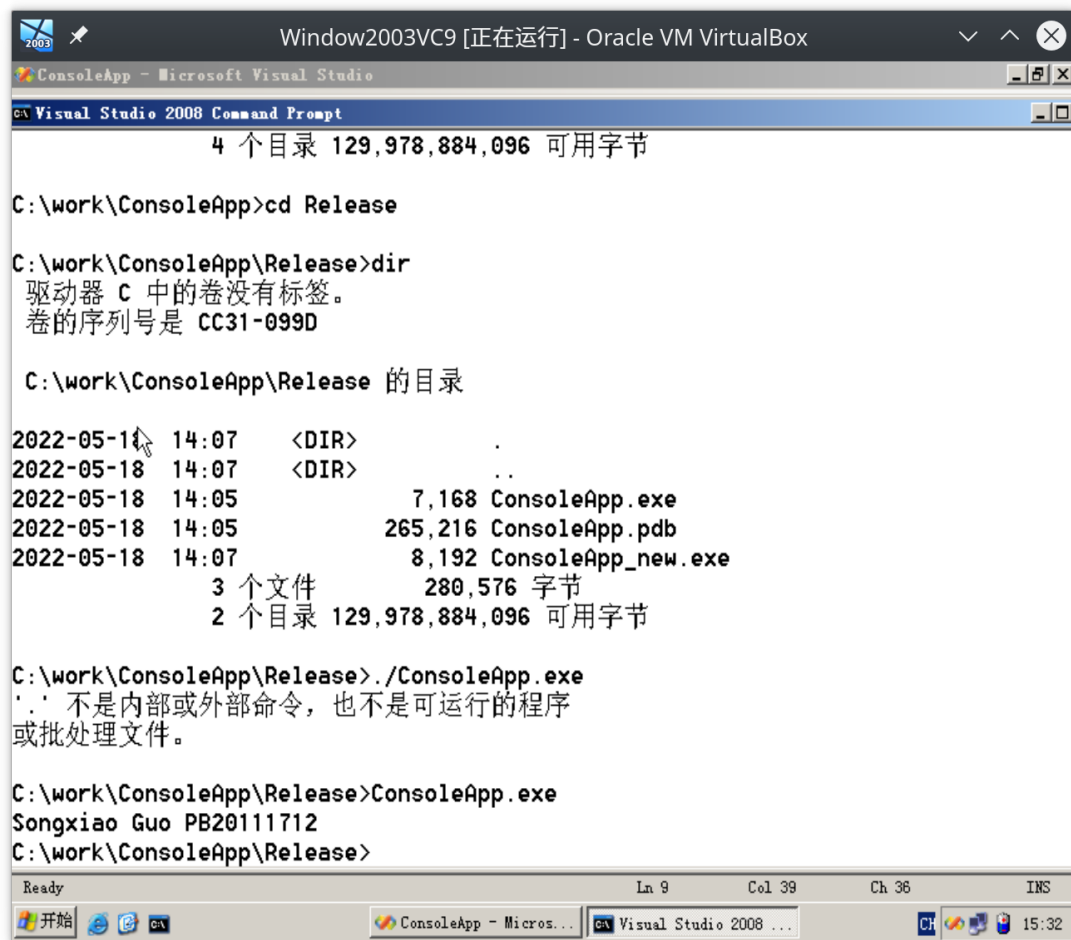 2003
Window2003VC9 [正在运行] - Oracle VM VirtualBox
ConsoleApp - Microsoft Visual Studio
Visual Studio 2008 Command Prompt
4 个目录 129,978,884,096 可用字节
C:\work\ConsoleApp>cd Release
C:\work\ConsoleApp\Release>dir
驱动器 C 中的卷没有标签。
卷的序列号是 CC31-099D
C:\work\ConsoleApp\Release 的目录
2022-05-18 14:07 <DIR> .
2022-05-18 14:07 <DIR> ..
2022-05-18 14:05 7,168 ConsoleApp.exe
2022-05-18 14:05 265,216 ConsoleApp.pdb
2022-05-18 14:07 8,192 ConsoleApp_new.exe
3 个文件 280,576 字节
2 个目录 129,978,884,096 可用字节
C:\work\ConsoleApp\Release>./ConsoleApp.exe
'.' 不是内部或外部命令，也不是可运行的程序
或批处理文件。
C:\work\ConsoleApp\Release>ConsoleApp.exe
Songxiao Guo PB20111712
C:\work\ConsoleApp\Release>
Ready Ln 9 Col 39 Ch 36 INS
开始 ConsoleApp - Micros... Visual Studio 2008 ... CH 15:32